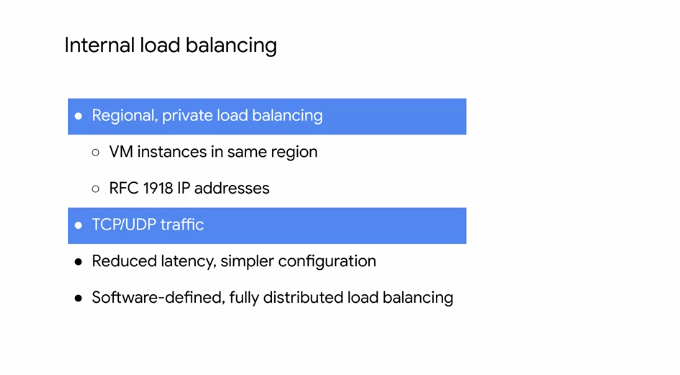 Internal load balancing
● Regional, private load balancing
○ VM instances in same region
○ RFC 1918 IP addresses
● TCP/UDP traffic
● Reduced latency, simpler configuration
● Software-defined, fully distributed load balancing